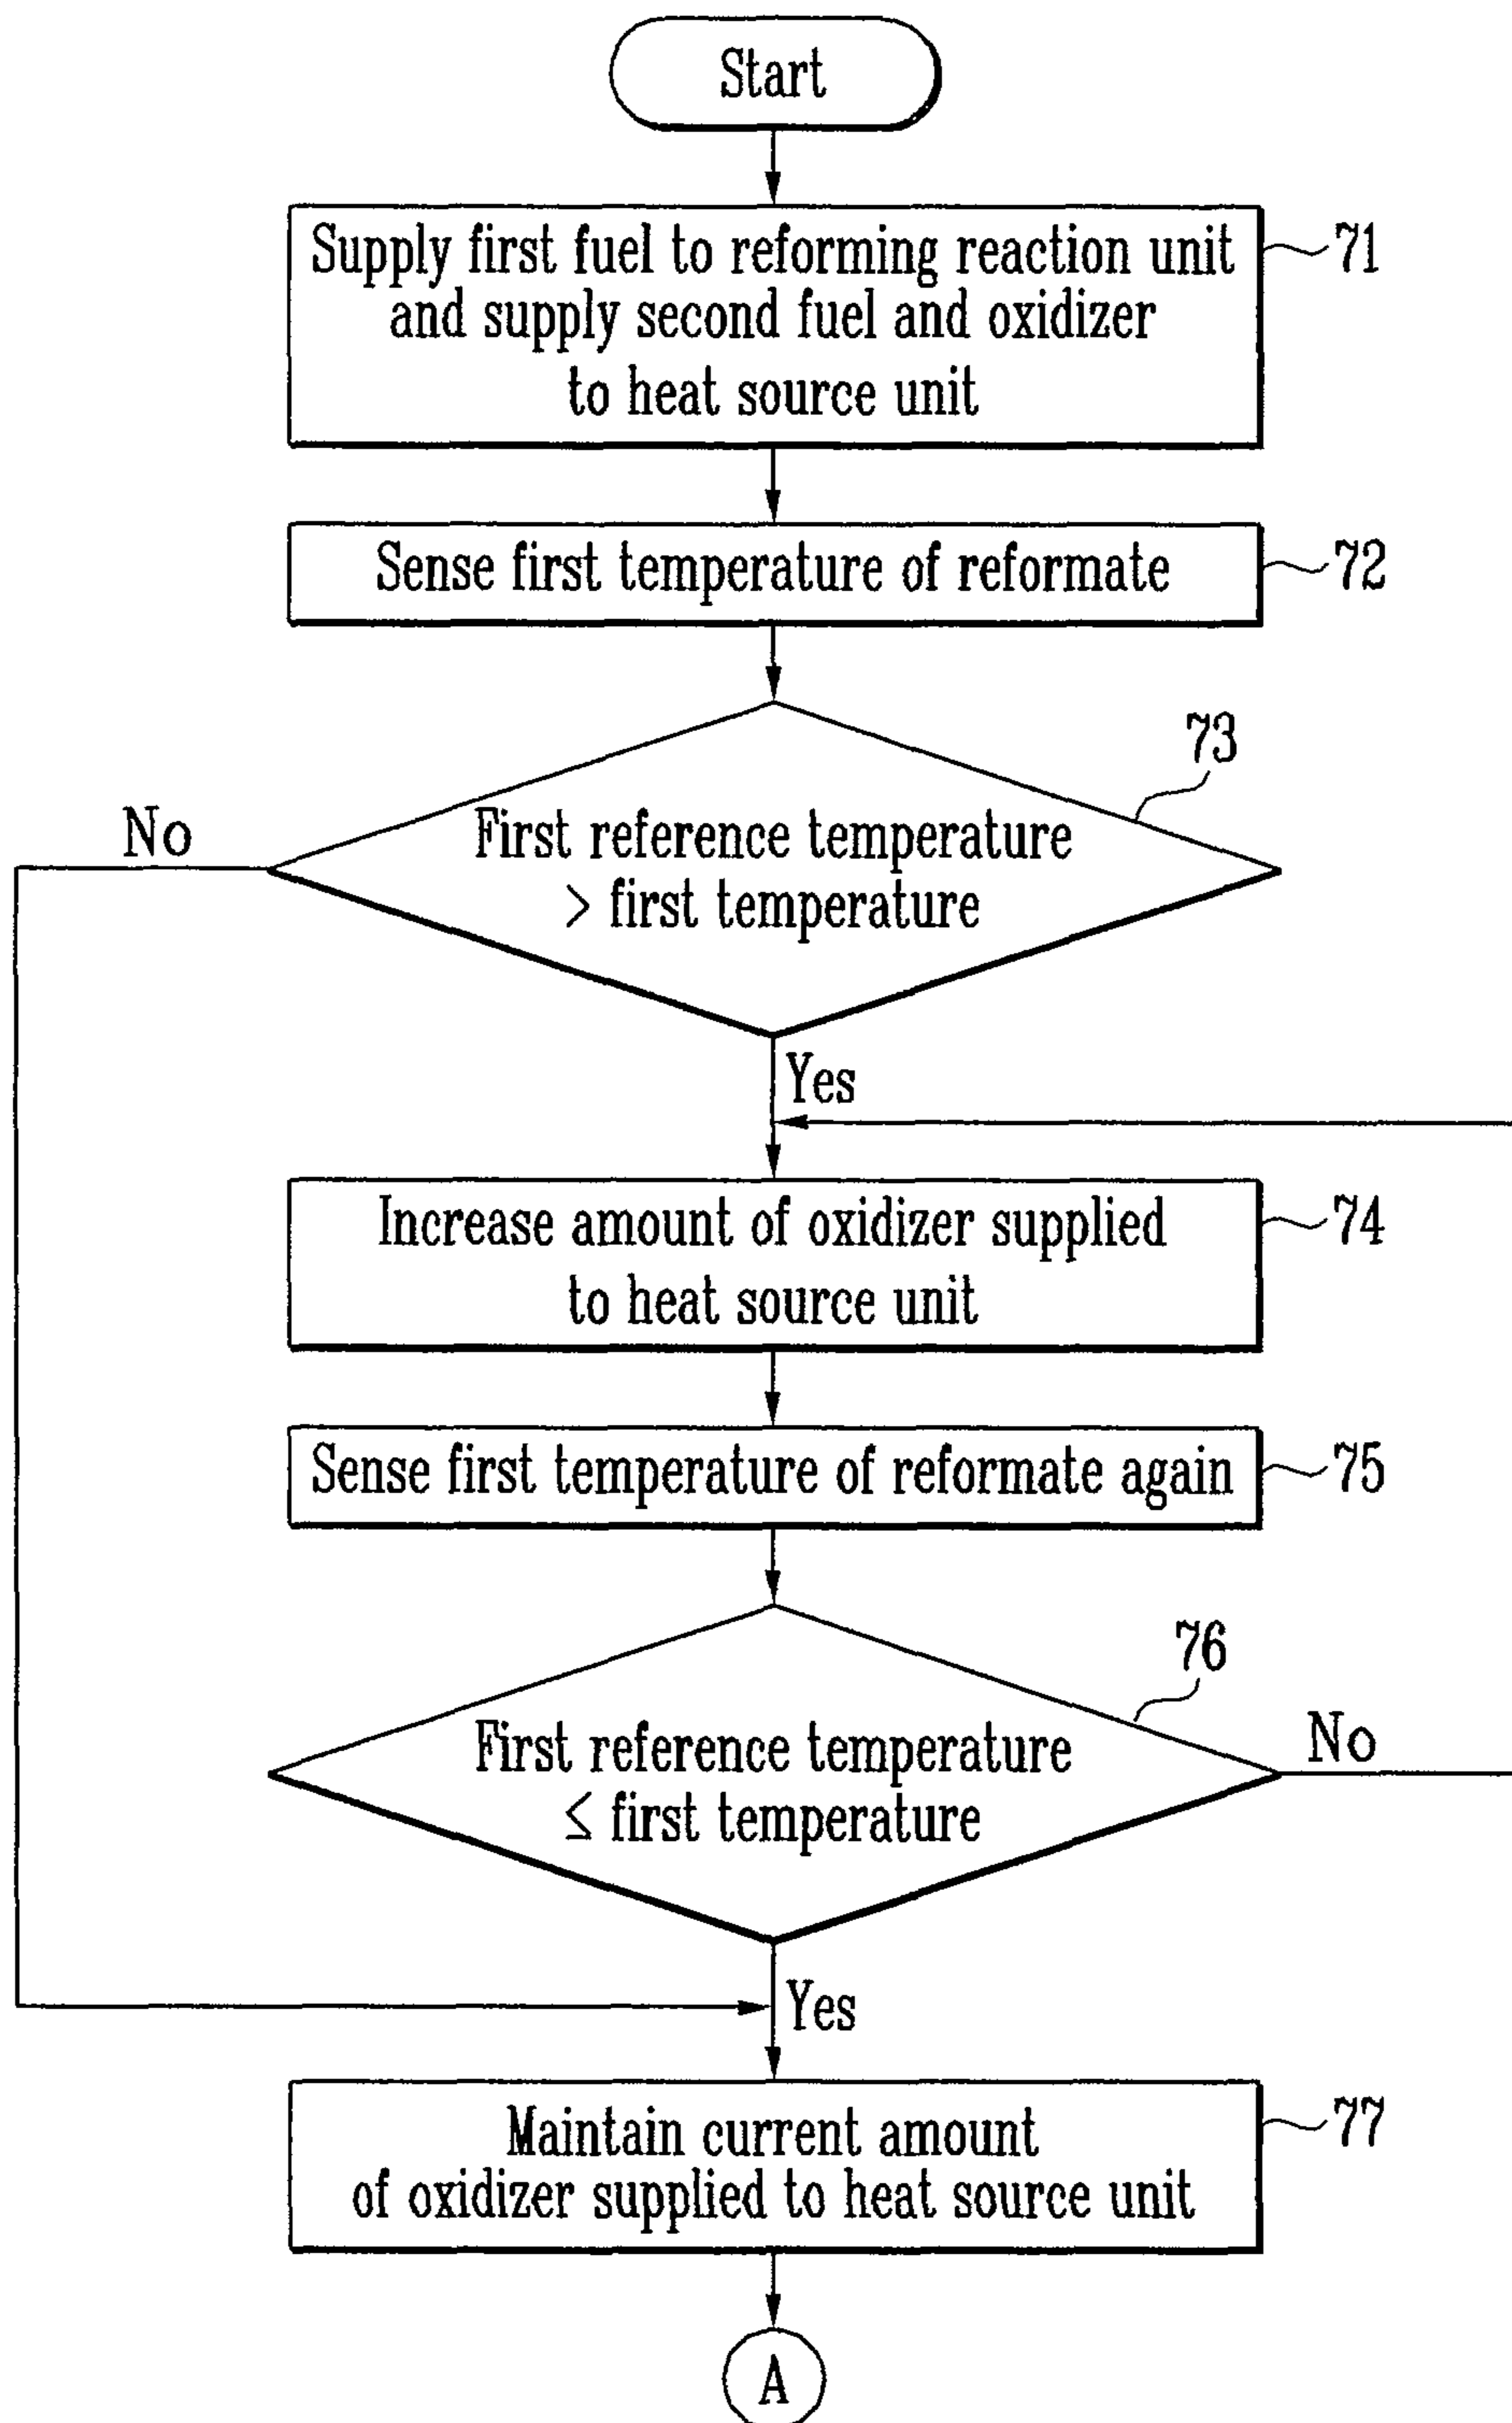 Start
Supply first fuel to reforming reaction unit
and supply second fuel and oxidizer
to heat source unit
71
Sense first temperature of reformate
72
73
No
First reference temperature
> first temperature
Yes
Increase amount of oxidizer supplied
to heat source unit
74
Sense first temperature of reformate again
75
76
First reference temperature
≤ first temperature
No
Yes
Maintain current amount
of oxidizer supplied to heat source unit
77
A